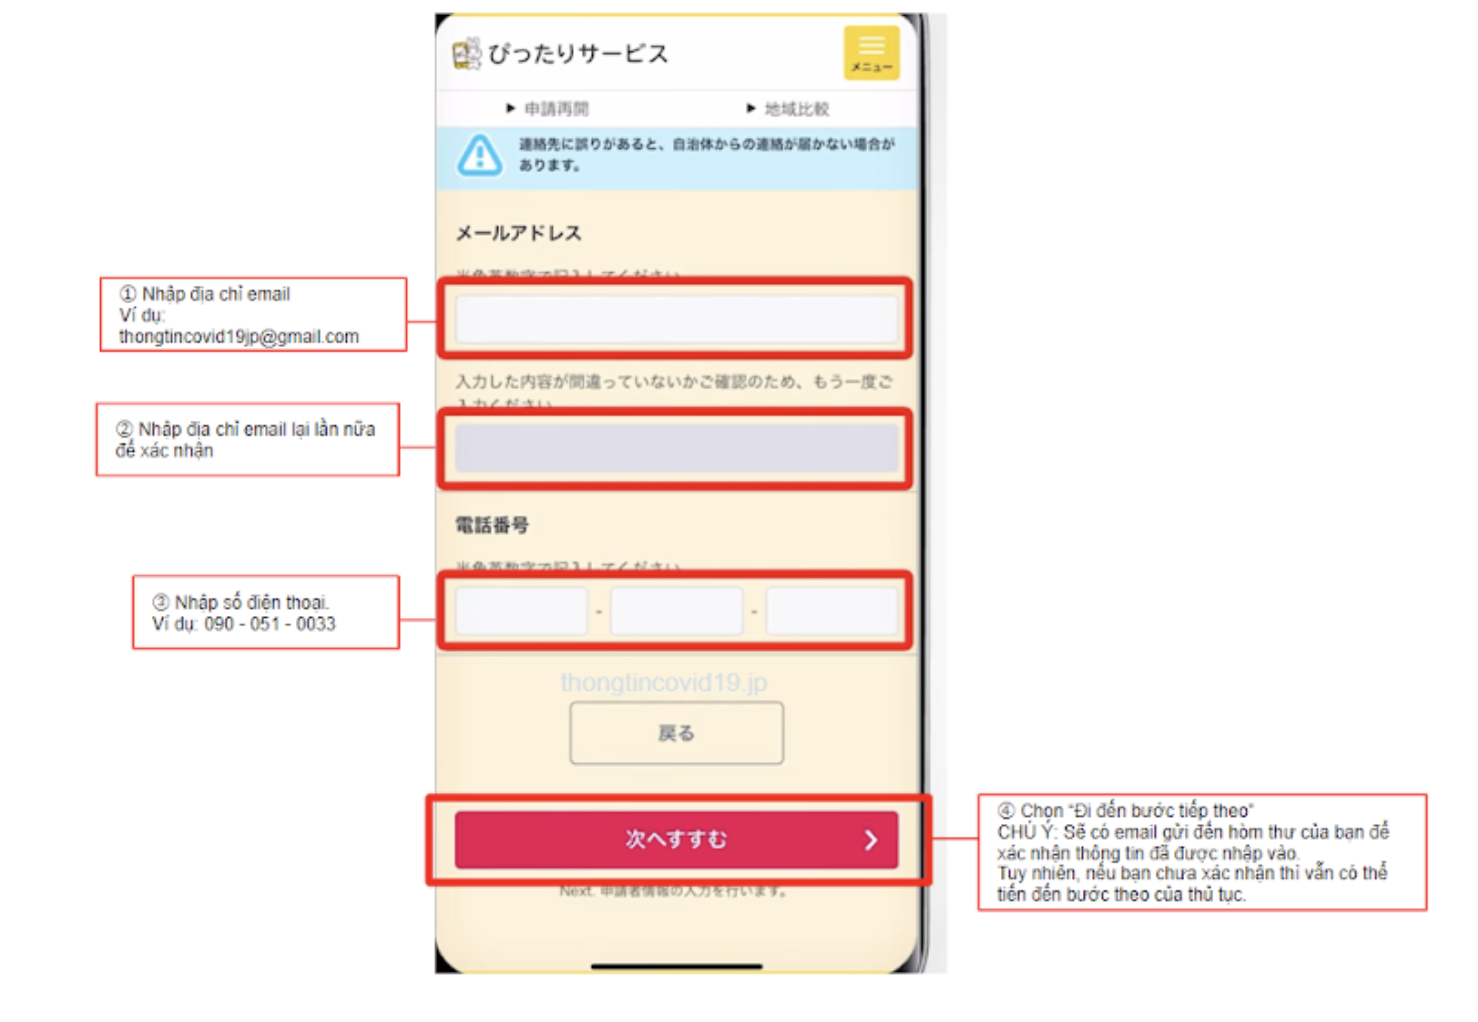 ぴったりサービス
メニュー
▶ 申請再開
▶ 地域比較
連絡先に誤りがあると、自治体からの連絡が届かない場合が
あります。
メールアドレス
半角英数字で記入してください
① Nhập địa chỉ email
Ví dụ:
thongtincovid19jp@gmail.com
入力した内容が間違っていないかご確認のため、もう一度ご
入力ください
② Nhập địa chỉ email lại lần nữa
để xác nhận
電話番号
半角英数字で記入してください
③ Nhập số điện thoại.
Ví dụ: 090 - 051 - 0033
- -
thongtincovid19.jp
戻る
次へすすむ
④ Chọn “Đi đến bước tiếp theo”
CHÚ Ý: Sẽ có email gửi đến hòm thư của bạn để
xác nhận thông tin đã được nhập vào.
Tuy nhiên, nếu bạn chưa xác nhận thì vẫn có thể
tiến đến bước theo của thủ tục.
Next. 申請者情報の入力を行います。